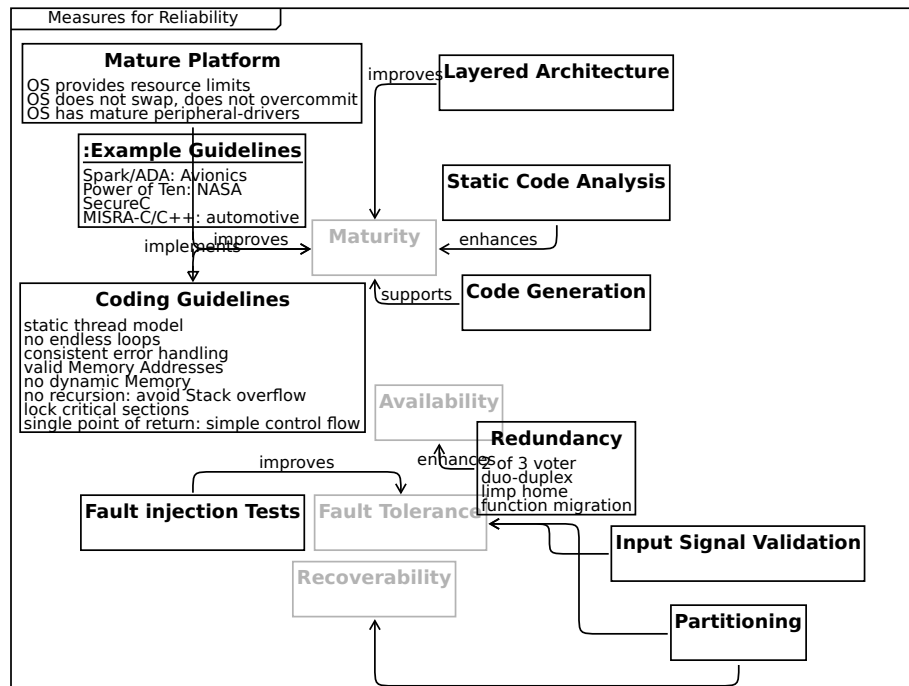 Measures for Reliability
Mature Platform
OS provides resource limits
OS does not swap, does not overcommit
OS has mature peripheral-drivers
improves
Layered Architecture
:Example Guidelines
Spark/ADA: Avionics
Power of Ten: NASA
SecureC
MISRA-C/C++: automotive
Static Code Analysis
implements
improves
Maturity
enhances
supports
Code Generation
Coding Guidelines
static thread model
no endless loops
consistent error handling
valid Memory Addresses
no dynamic Memory
no recursion: avoid Stack overflow
lock critical sections
single point of return: simple control flow
Availability
enhances
Redundancy
2 of 3 voter
duo-duplex
limp home
function migration
improves
Fault injection Tests
Fault Tolerance
Input Signal Validation
Recoverability
Partitioning